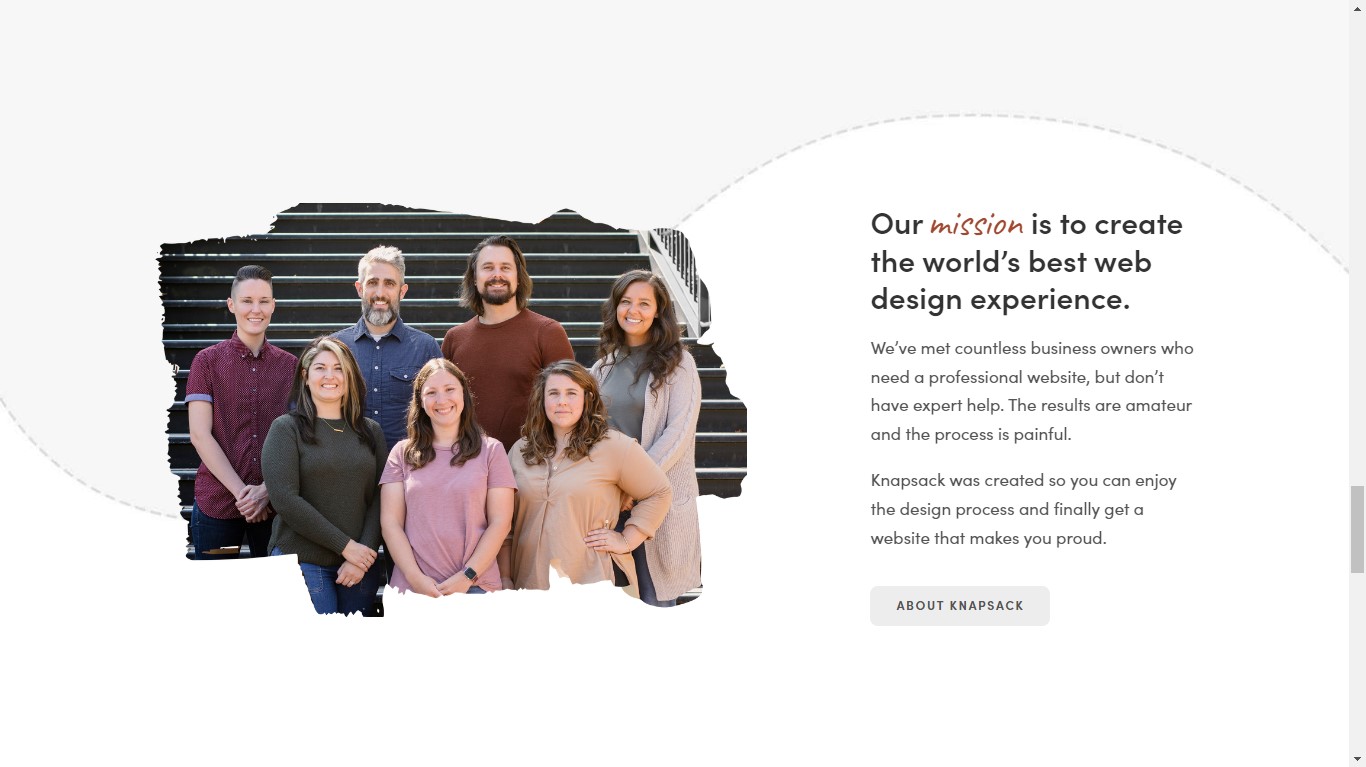 Our mission is to create
the world’s best web
design experience.
We’ve met countless business owners who
need a professional website, but don’t
have expert help. The results are amateur
and the process is painful.
Knapsack was created so you can enjoy
the design process and finally get a
website that makes you proud.
ABOUT KNAPSACK